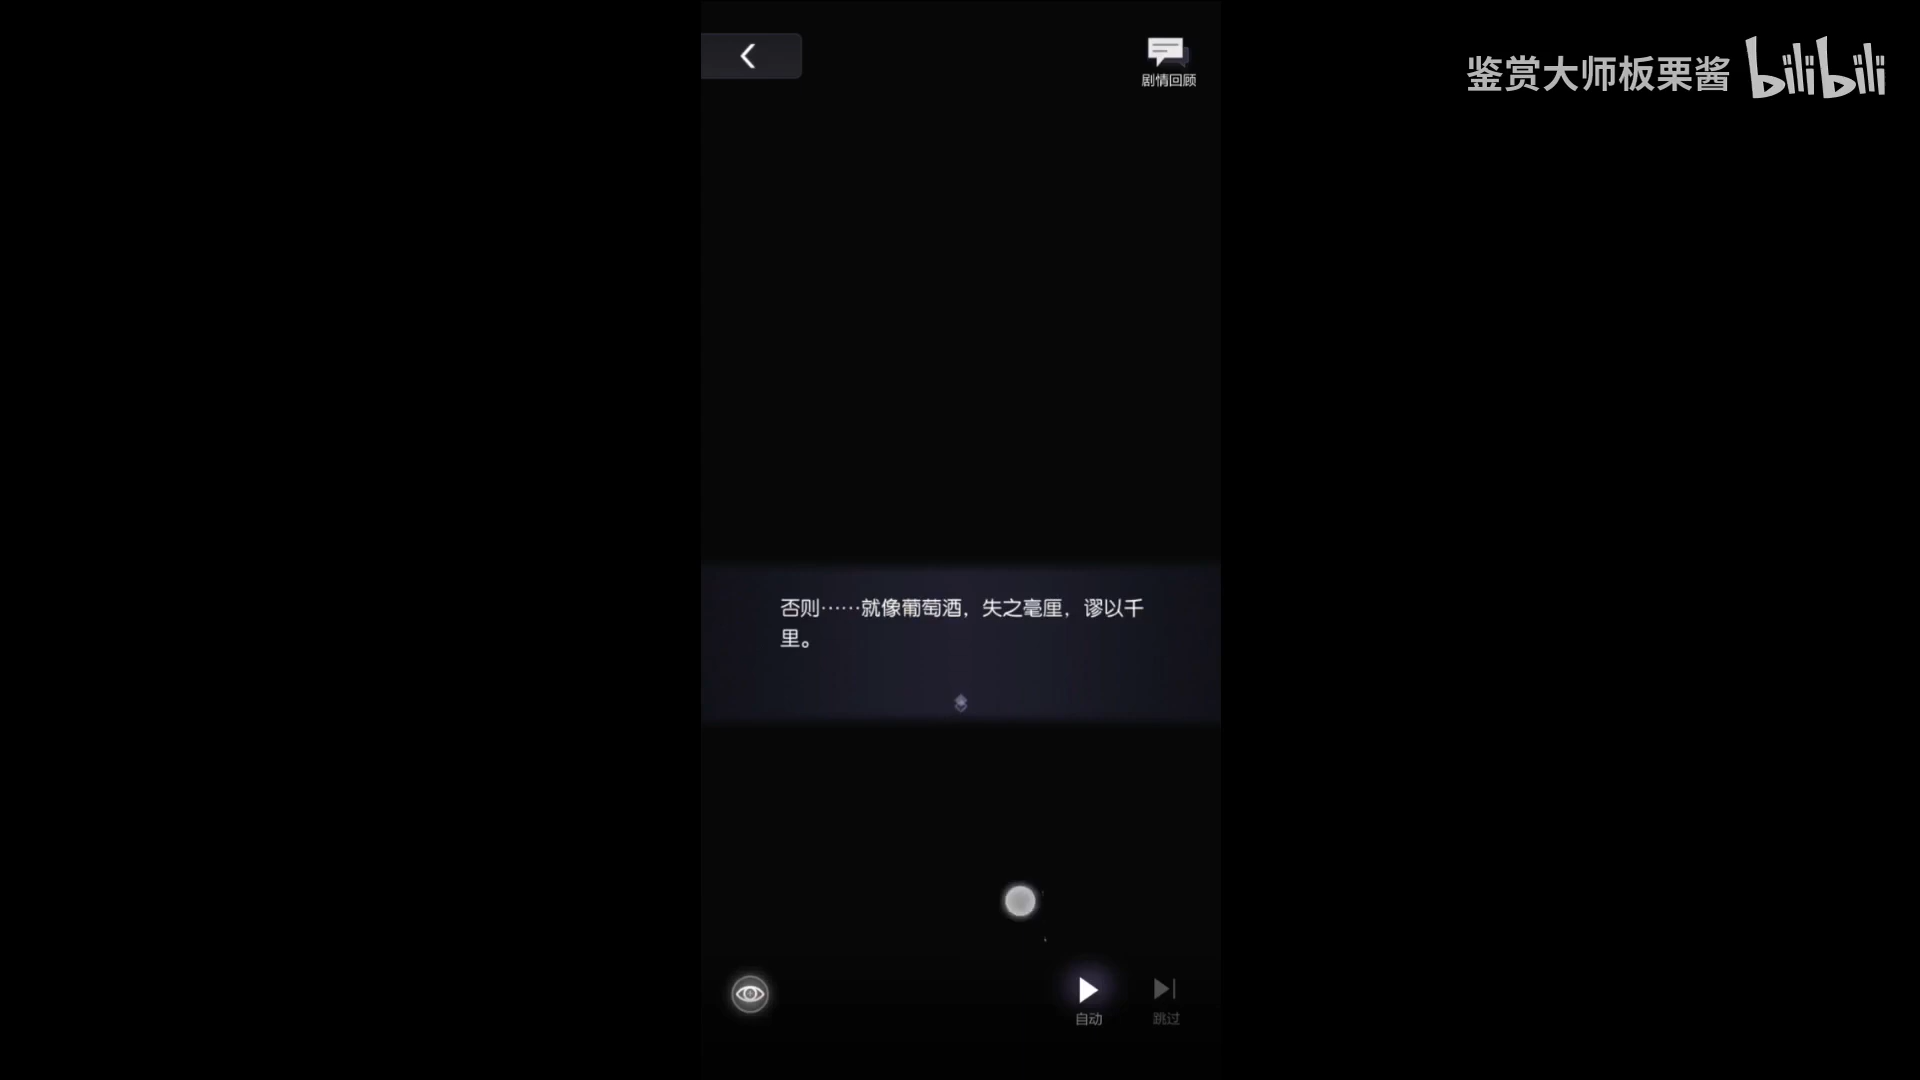 鉴赏大师板栗酱 bilibili
剧情回顾
否则……就像葡萄酒，失之毫厘，谬以千
里。
自动
跳过